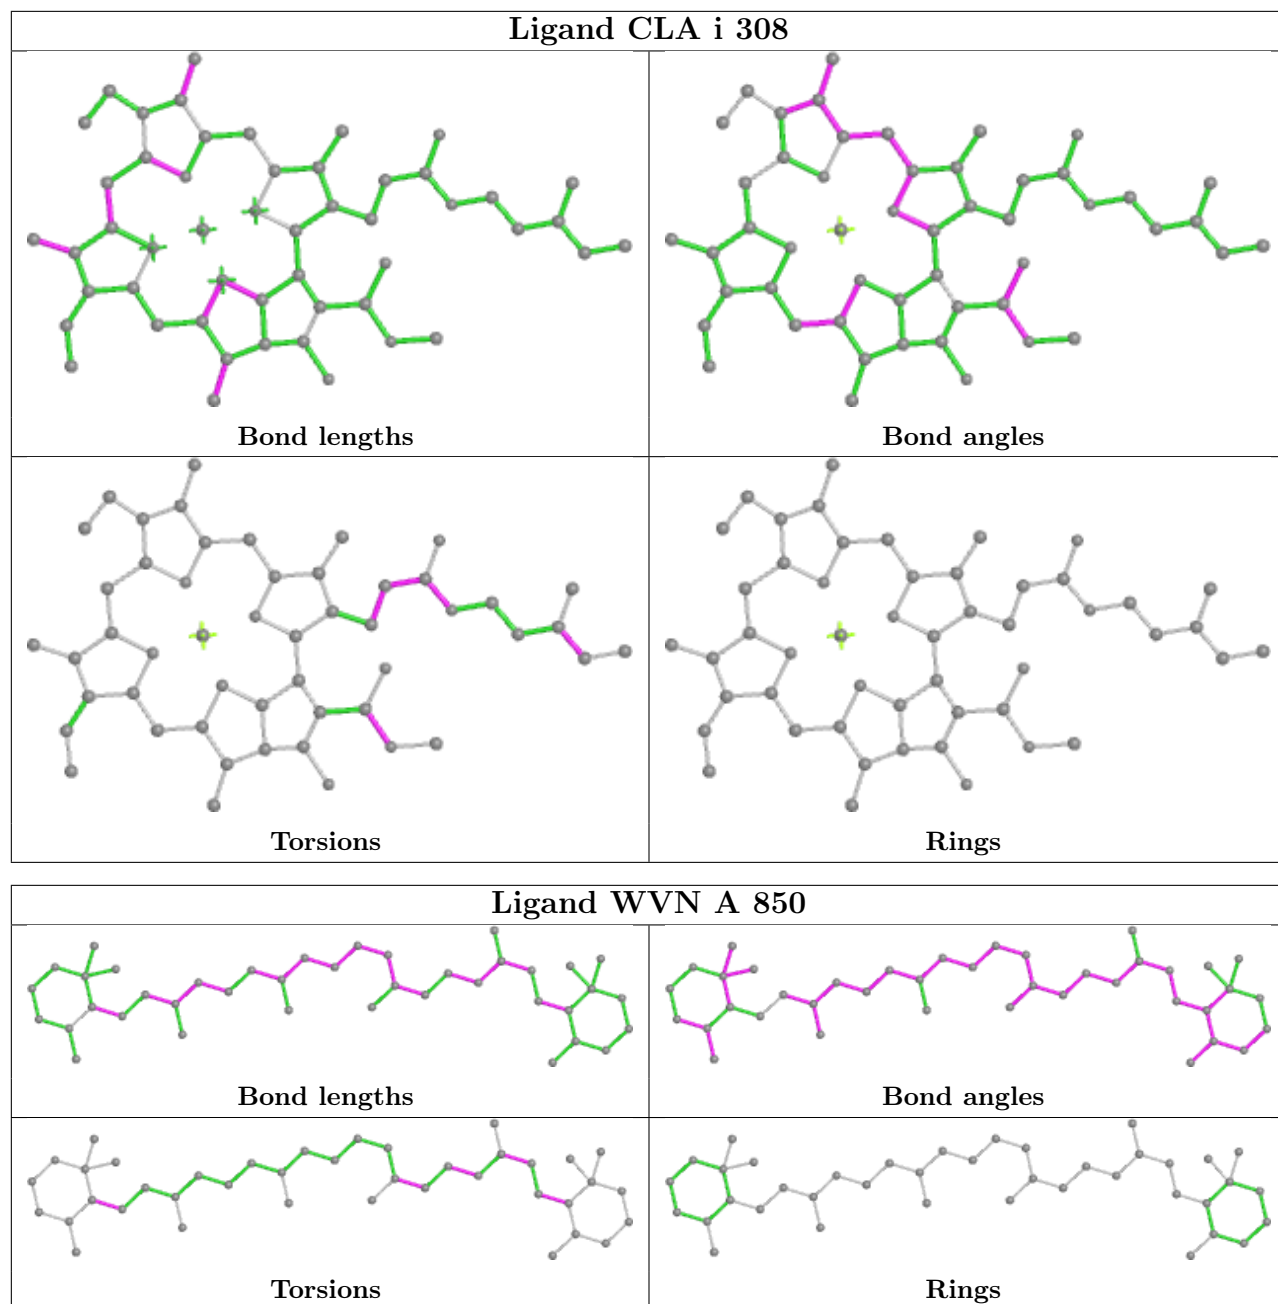 Ligand CLA i 308
Bond lengths
Bond angles
Torsions
Rings
Ligand WVN A 850
Bond lengths
Bond angles
Torsions
Rings